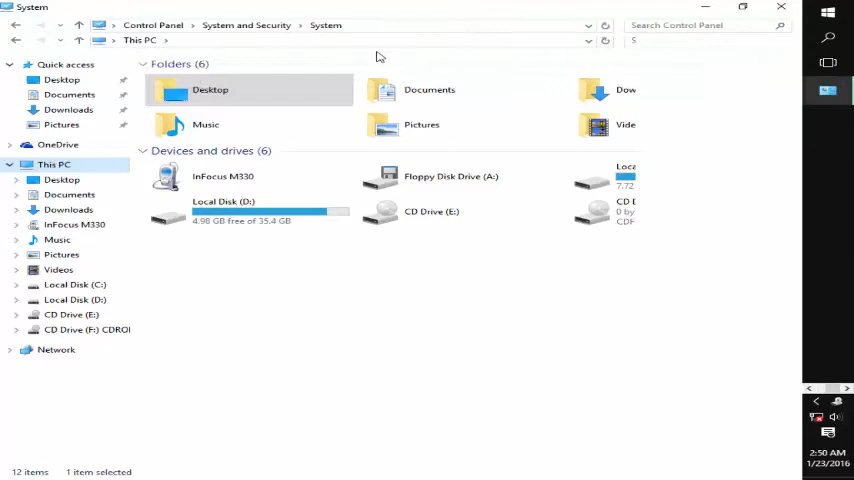 System
Control Panel > System and Security > System
Search Control Panel
This PC >
S
Quick access
Desktop
Documents
Downloads
Pictures
OneDrive
This PC
Desktop
Documents
Downloads
InFocus M330
Music
Pictures
Videos
Local Disk (C:)
Local Disk (D:)
CD Drive (E:)
CD Drive (F:) CDROI
Network
Folders (6)
Desktop
Documents
Dow
Music
Pictures
Vide
Devices and drives (6)
InFocus M330
Floppy Disk Drive (A:)
Loca
7.72
Local Disk (D:)
4.98 GB free of 35.4 GB
CD Drive (E:)
CD D
0 by
CDF
12 items
1 item selected
2:50 AM
1/23/2016